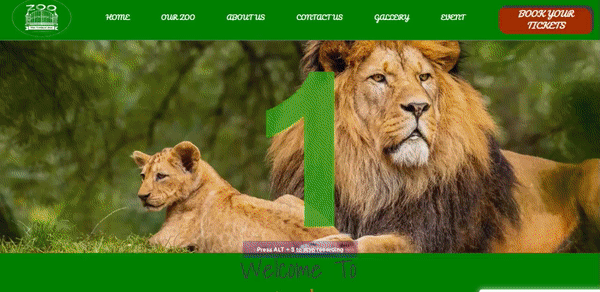 ZOO
HOME
OUR ZOO
ABOUT US
CONTACT US
GALLERY
EVENT
BOOK YOUR
TICKETS
1
Press ALT + S to stop recording
Welcome To